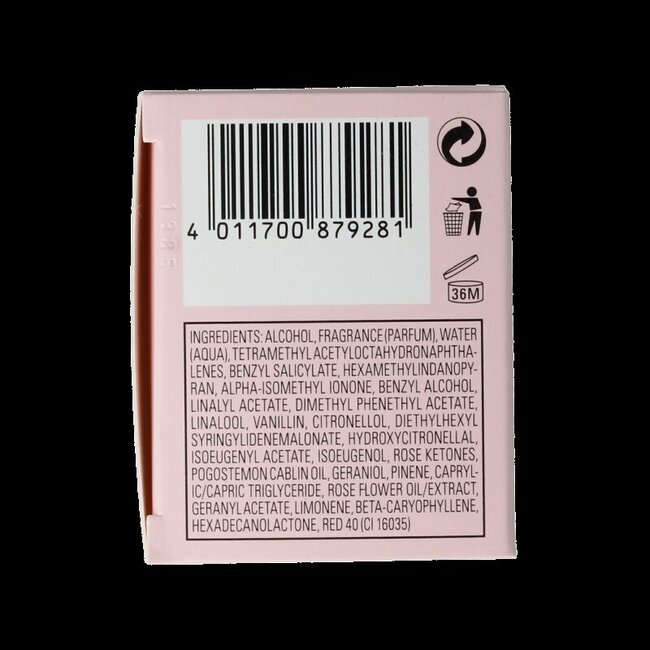 4 011700 879281
36M
INGREDIENTS: ALCOHOL, FRAGRANCE (PARFUM), WATER
(AQUA), TETRAMETHYL ACETYLOCTAHYDRONAPHTHA-
LENES, BENZYL SALICYLATE, HEXAMETHYLINDANOPY-
RAN, ALPHA-ISOMETHYL IONONE, BENZYL ALCOHOL,
LINALYL ACETATE, DIMETHYL PHENETHYL ACETATE,
LINALOOL, VANILLIN, CITRONELLOL, DIETHYLHEXYL
SYRINGYLIDENEMALONATE, HYDROXYCITRONELLAL,
ISOEUGENYL ACETATE, ISOEUGENOL, ROSE KETONES,
POGOSTEMON CABLIN OIL, GERANIOL, PINENE, CAPRYL-
IC/CAPRIC TRIGLYCERIDE, ROSE FLOWER OIL/EXTRACT,
GERANYL ACETATE, LIMONENE, BETA-CARYOPHYLLENE,
HEXADECANOLACTONE, RED 40 (CI 16035)